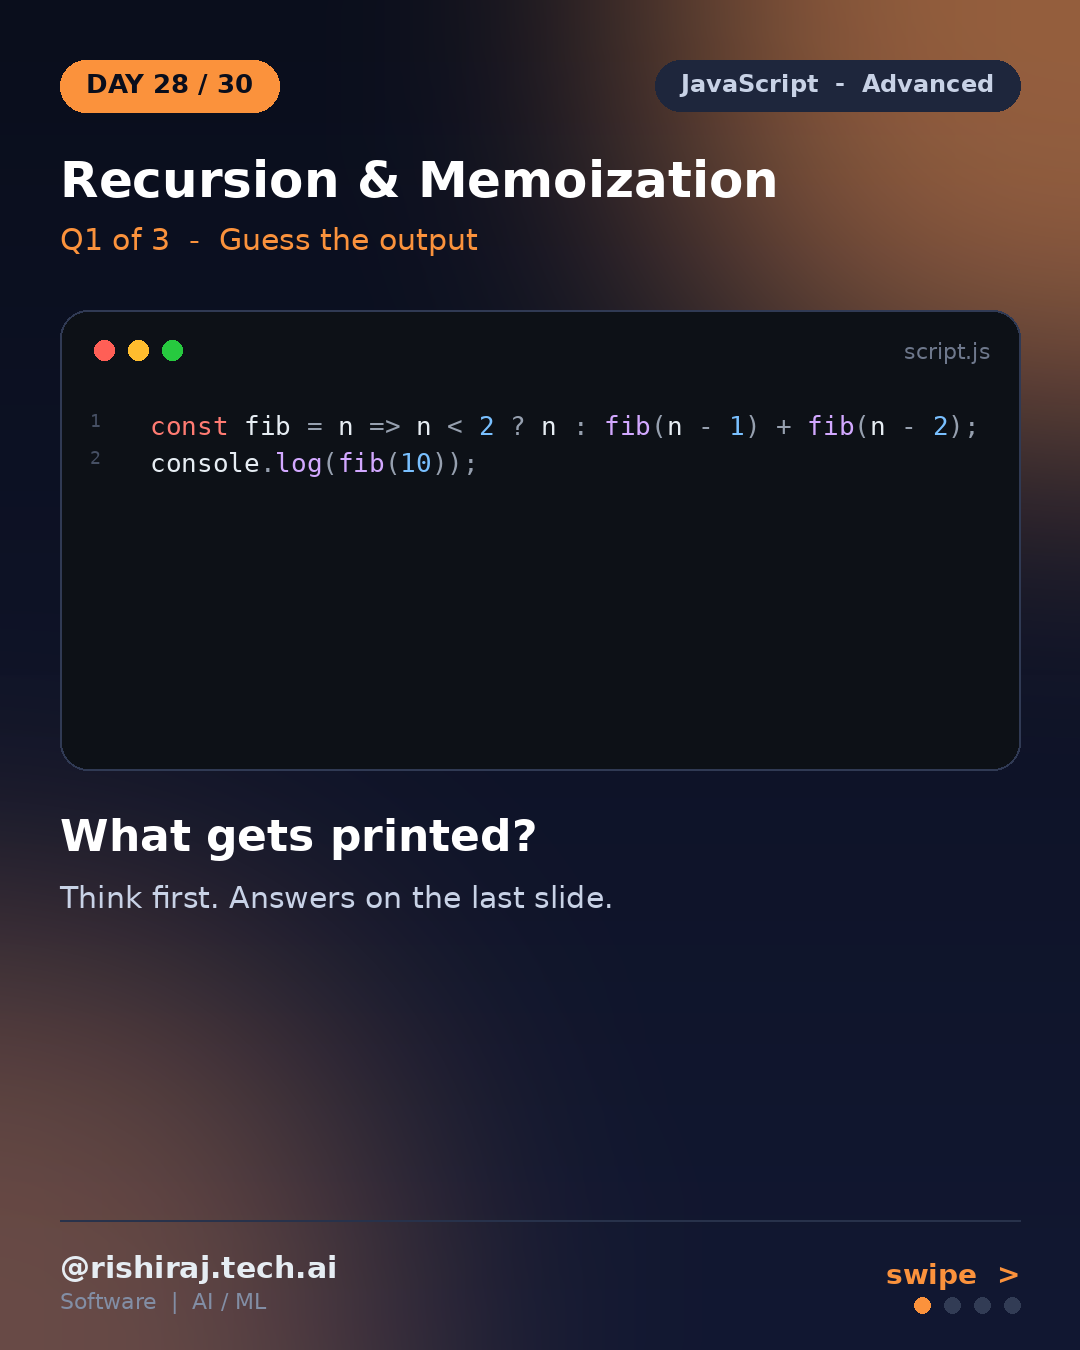 DAY 28 / 30
JavaScript - Advanced
Recursion & Memoization
Q1 of 3 - Guess the output
script.js
1 const fib = n => n < 2 ? n : fib(n - 1) + fib(n - 2);
2 console.log(fib(10));
What gets printed?
Think first. Answers on the last slide.
@rishiraj.tech.ai
Software | AI / ML
swipe >